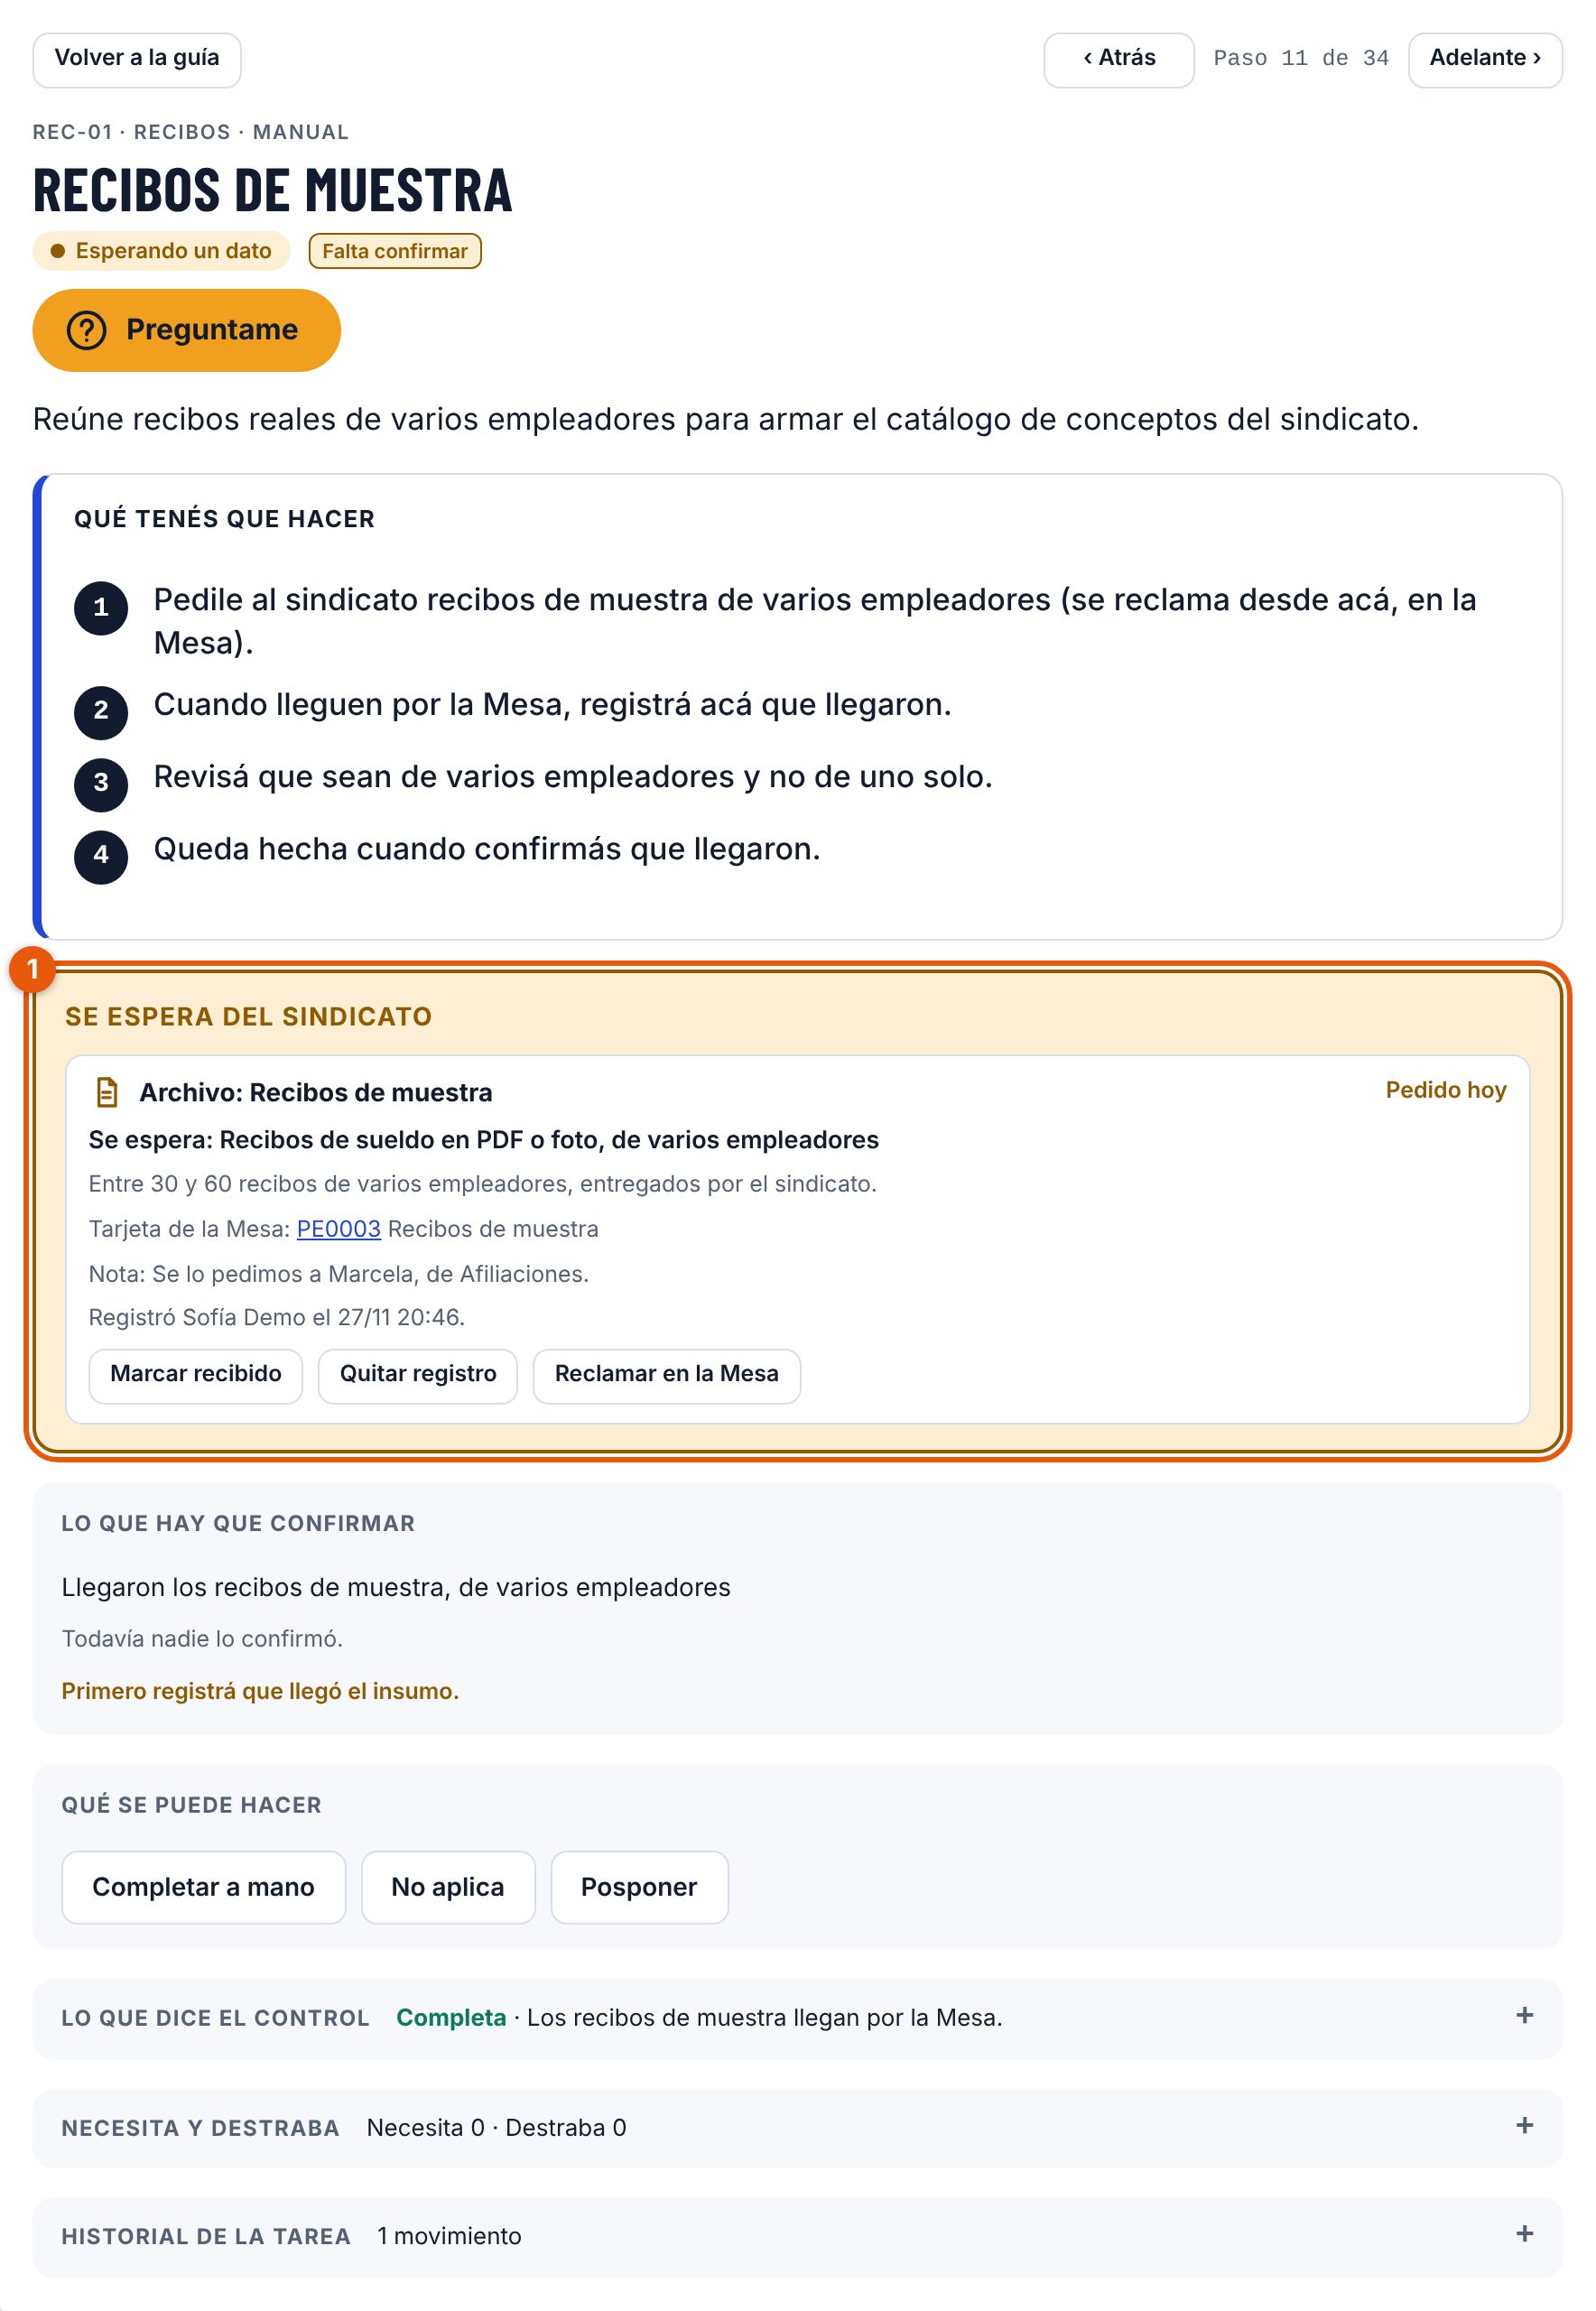 Volver a la guía
‹ Atrás
Paso 11 de 34
Adelante ›
REC-01 · RECIBOS · MANUAL
RECIBOS DE MUESTRA
Esperando un dato
Falta confirmar
? Preguntame
Reúne recibos reales de varios empleadores para armar el catálogo de conceptos del sindicato.
QUÉ TENÉS QUE HACER
1 Pedile al sindicato recibos de muestra de varios empleadores (se reclama desde acá, en la
Mesa).
2 Cuando lleguen por la Mesa, registrá acá que llegaron.
3 Revisá que sean de varios empleadores y no de uno solo.
4 Queda hecha cuando confirmás que llegaron.
1
SE ESPERA DEL SINDICATO
Archivo: Recibos de muestra
Pedido hoy
Se espera: Recibos de sueldo en PDF o foto, de varios empleadores
Entre 30 y 60 recibos de varios empleadores, entregados por el sindicato.
Tarjeta de la Mesa: PE0003 Recibos de muestra
Nota: Se lo pedimos a Marcela, de Afiliaciones.
Registró Sofía Demo el 27/11 20:46.
Marcar recibido
Quitar registro
Reclamar en la Mesa
LO QUE HAY QUE CONFIRMAR
Llegaron los recibos de muestra, de varios empleadores
Todavía nadie lo confirmó.
Primero registrá que llegó el insumo.
QUÉ SE PUEDE HACER
Completar a mano
No aplica
Posponer
LO QUE DICE EL CONTROL Completa · Los recibos de muestra llegan por la Mesa. +
NECESITA Y DESTRABA Necesita 0 · Destraba 0 +
HISTORIAL DE LA TAREA 1 movimiento +